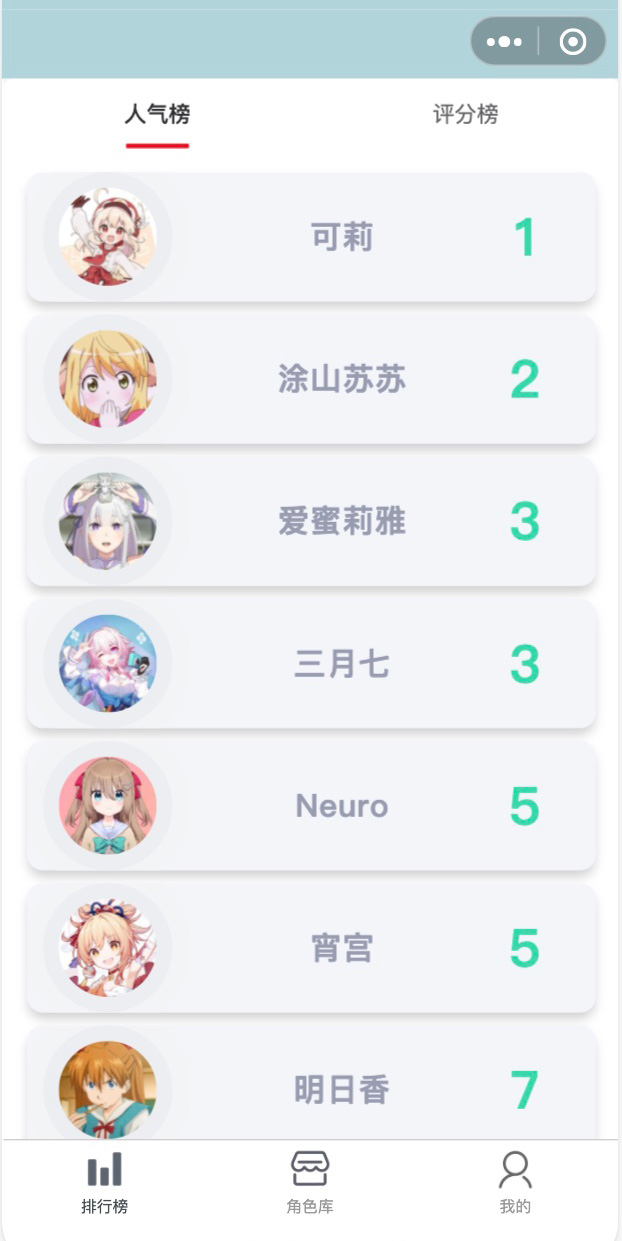 人气榜 评分榜
可莉 1
涂山苏苏 2
爱蜜莉雅 3
三月七 3
Neuro 5
宵宫 5
明日香 7
排行榜 角色库 我的